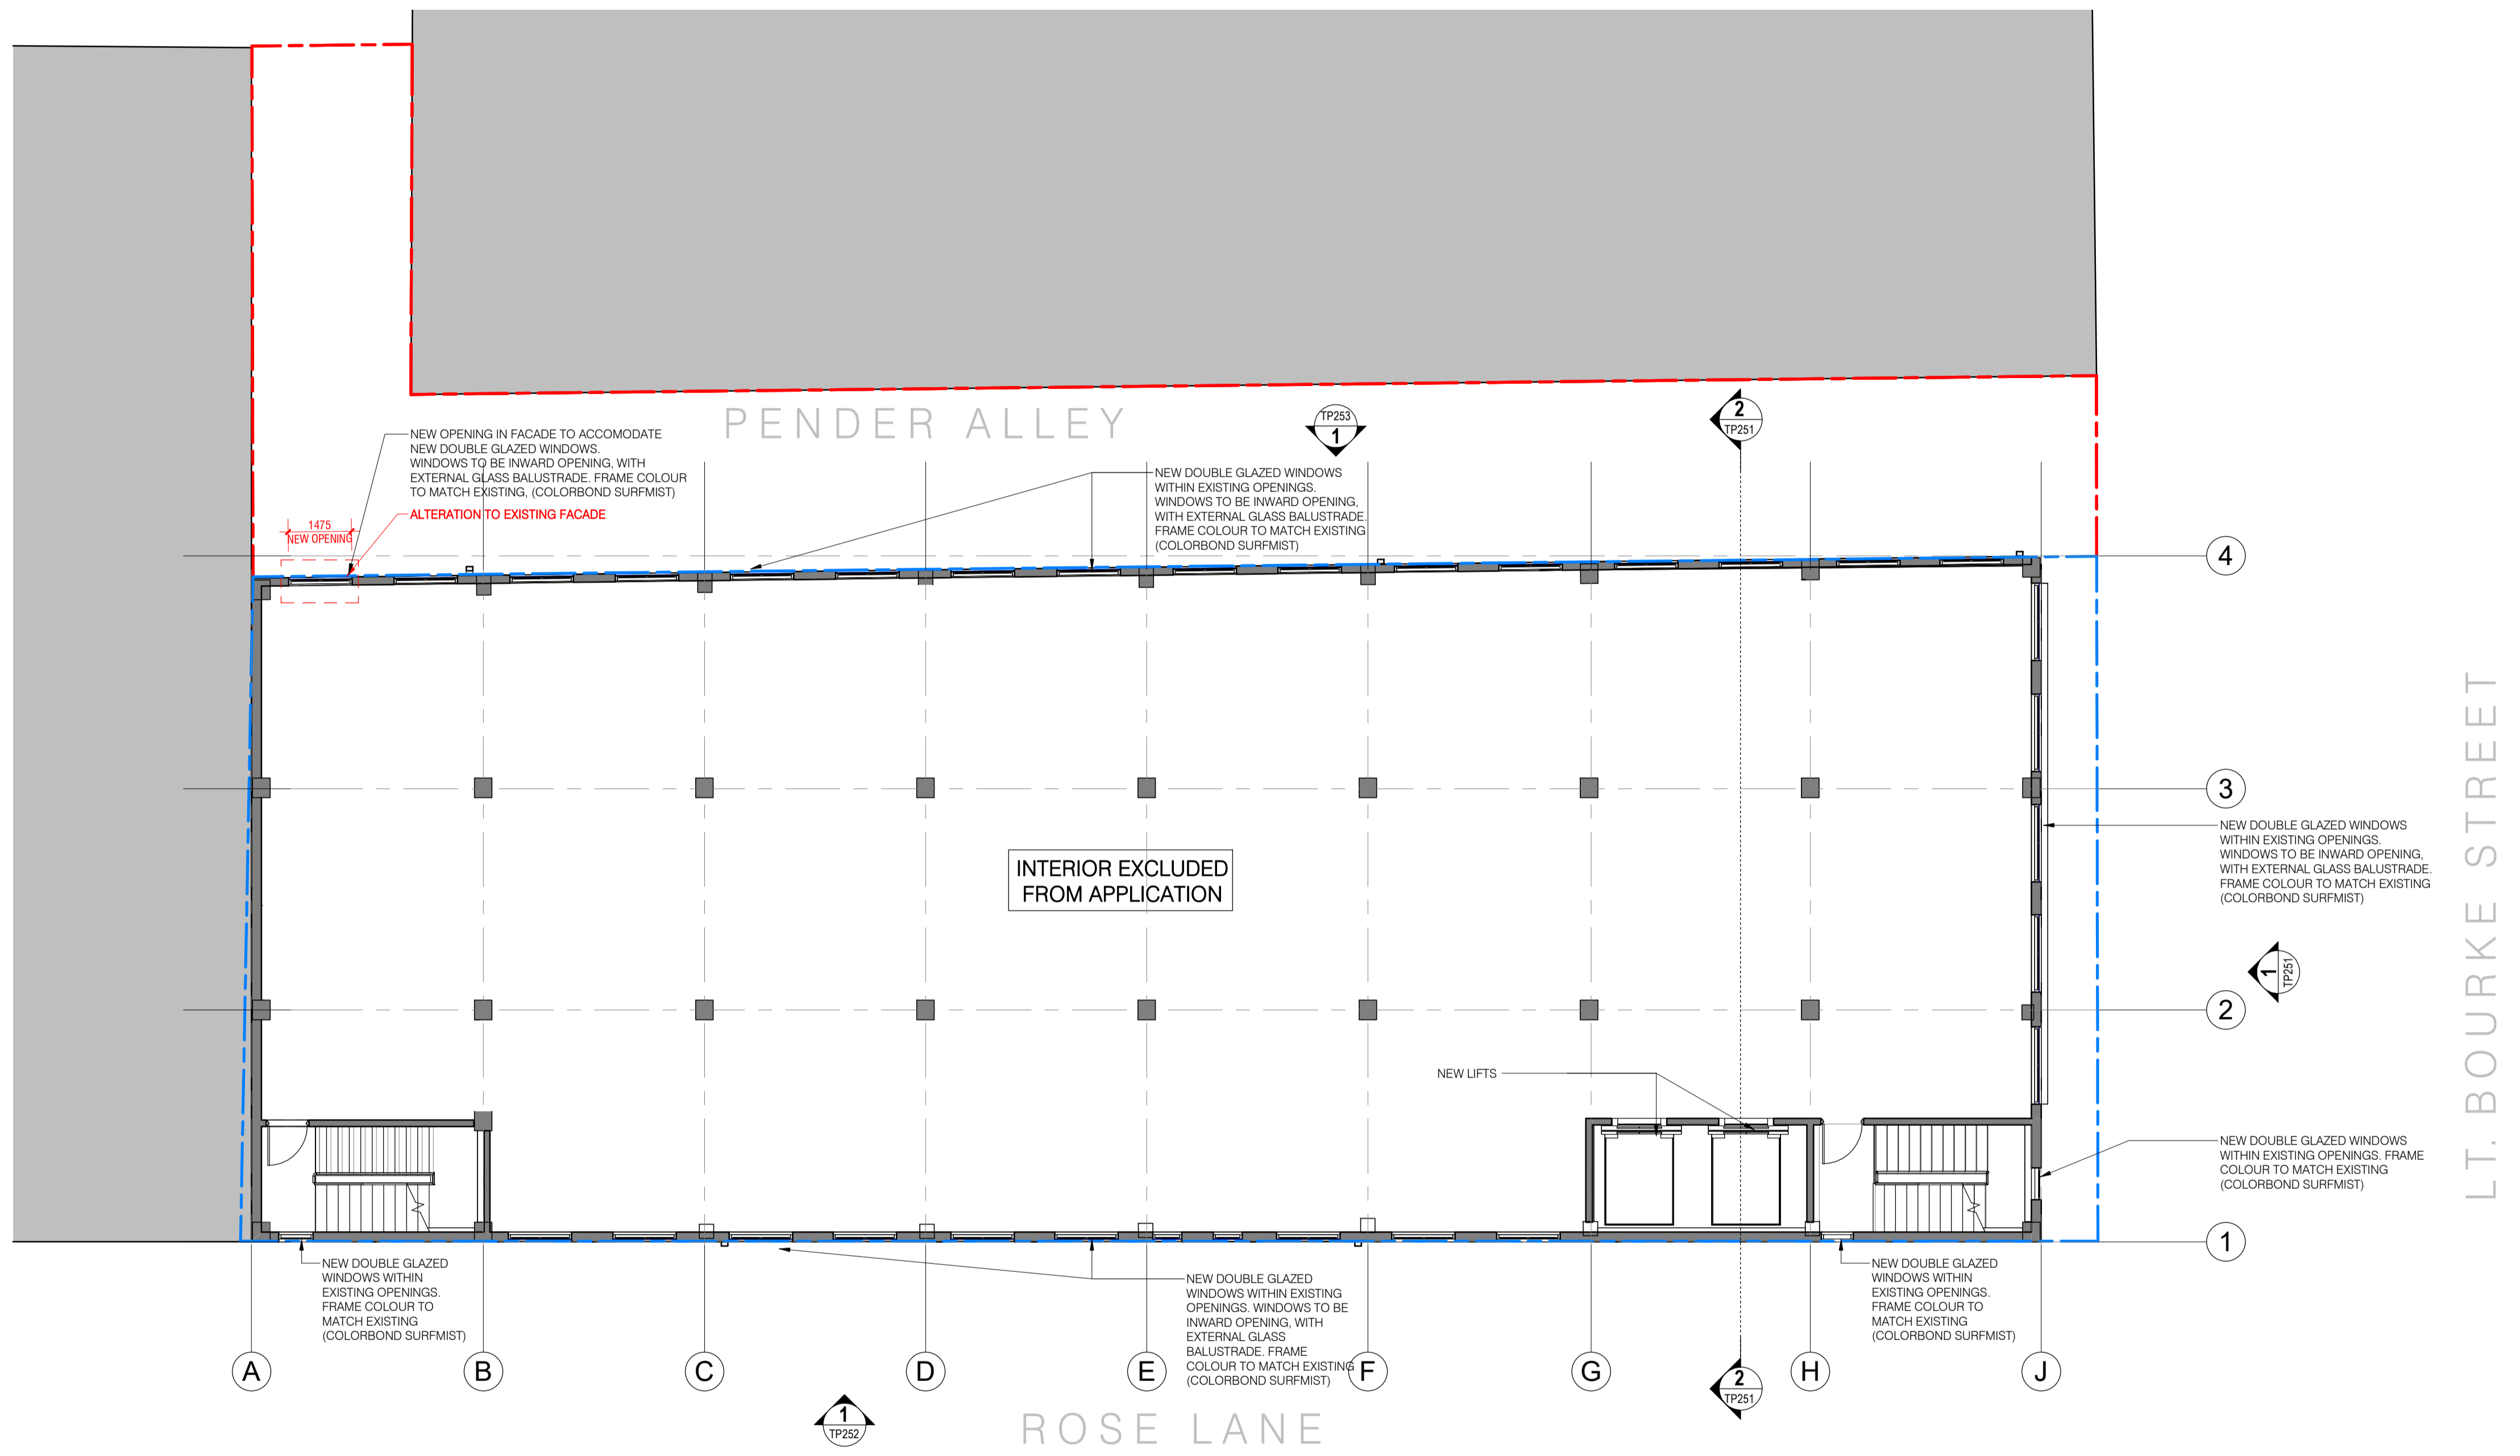 PENDER ALLEY
TP253
1
2
TP251
NEW OPENING IN FACADE TO ACCOMODATE
NEW DOUBLE GLAZED WINDOWS.
WINDOWS TO BE INWARD OPENING, WITH
EXTERNAL GLASS BALUSTRADE. FRAME COLOUR
TO MATCH EXISTING, (COLORBOND SURFMIST)
ALTERATION TO EXISTING FACADE
1475
NEW OPENING
NEW DOUBLE GLAZED WINDOWS
WITHIN EXISTING OPENINGS.
WINDOWS TO BE INWARD OPENING,
WITH EXTERNAL GLASS BALUSTRADE.
FRAME COLOUR TO MATCH EXISTING
(COLORBOND SURFMIST)
4
3
NEW DOUBLE GLAZED WINDOWS
WITHIN EXISTING OPENINGS.
WINDOWS TO BE INWARD OPENING,
WITH EXTERNAL GLASS BALUSTRADE.
FRAME COLOUR TO MATCH EXISTING
(COLORBOND SURFMIST)
LT. BOURKE STREET
INTERIOR EXCLUDED
FROM APPLICATION
1
TP251
2
NEW LIFTS
NEW DOUBLE GLAZED WINDOWS
WITHIN EXISTING OPENINGS. FRAME
COLOUR TO MATCH EXISTING
(COLORBOND SURFMIST)
1
NEW DOUBLE GLAZED
WINDOWS WITHIN
EXISTING OPENINGS.
FRAME COLOUR TO
MATCH EXISTING
(COLORBOND SURFMIST)
NEW DOUBLE GLAZED
WINDOWS WITHIN EXISTING
OPENINGS. WINDOWS TO BE
INWARD OPENING, WITH
EXTERNAL GLASS
BALUSTRADE. FRAME
COLOUR TO MATCH EXISTING
(COLORBOND SURFMIST)
NEW DOUBLE GLAZED
WINDOWS WITHIN
EXISTING OPENINGS.
FRAME COLOUR TO
MATCH EXISTING
(COLORBOND SURFMIST)
A
B
C
D
E
F
G
H
J
2
TP251
1
TP252
ROSE LANE